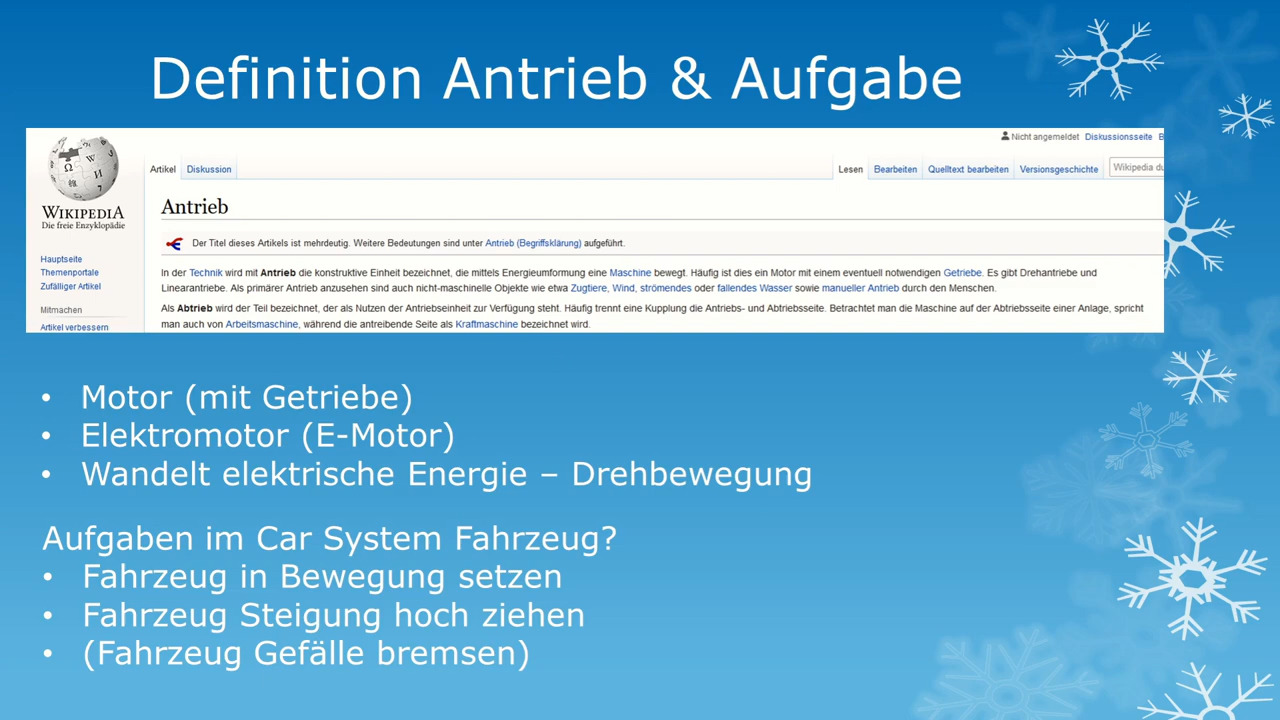 Definition Antrieb & Aufgabe
Nicht angemeldet Diskussionsseite B
Artikel Diskussion Lesen Bearbeiten Quelltext bearbeiten Versionsgeschichte Wikipedia du
WIKIPEDIA
Die freie Enzyklopädie
Antrieb
Der Titel dieses Artikels ist mehrdeutig. Weitere Bedeutungen sind unter Antrieb (Begriffsklärung) aufgeführt.
Hauptseite
Themenportale
Zufälliger Artikel
Mitmachen
Artikel verbessern
In der Technik wird mit Antrieb die konstruktive Einheit bezeichnet, die mittels Energieumformung eine Maschine bewegt. Häufig ist dies ein Motor mit einem eventuell notwendigen Getriebe. Es gibt Drehantriebe und
Linearantriebe. Als primärer Antrieb anzusehen sind auch nicht-maschinelle Objekte wie etwa Zugtiere, Wind, strömendes oder fallendes Wasser sowie manueller Antrieb durch den Menschen.
Als Abtrieb wird der Teil bezeichnet, der als Nutzen der Antriebseinheit zur Verfügung steht. Häufig trennt eine Kupplung die Antriebs- und Abtriebsseite. Betrachtet man die Maschine auf der Abtriebsseite einer Anlage, spricht
man auch von Arbeitsmaschine, während die antreibende Seite als Kraftmaschine bezeichnet wird.
• Motor (mit Getriebe)
• Elektromotor (E-Motor)
• Wandelt elektrische Energie – Drehbewegung
Aufgaben im Car System Fahrzeug?
• Fahrzeug in Bewegung setzen
• Fahrzeug Steigung hoch ziehen
• (Fahrzeug Gefälle bremsen)